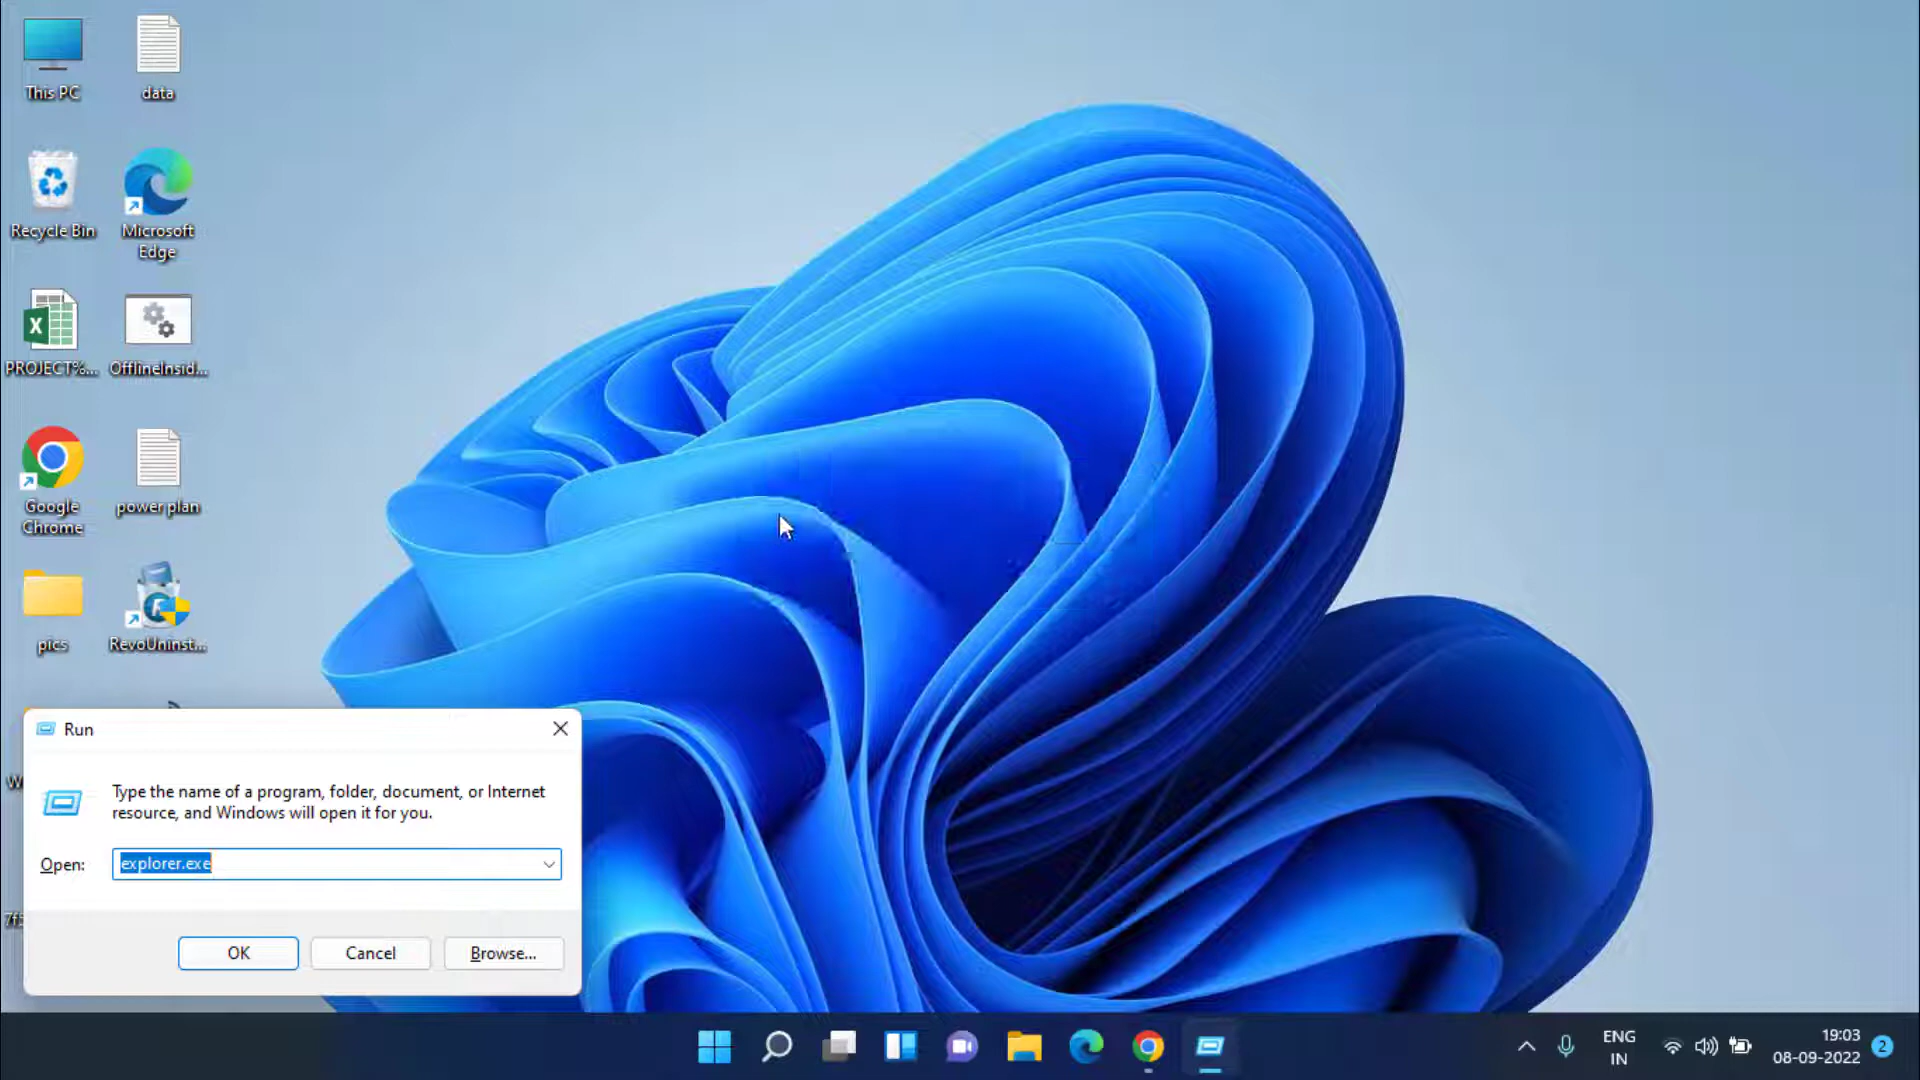 This PC
data
Recycle Bin
Microsoft
Edge
PROJECT%...
OfflineInsid...
Google
Chrome
power plan
pics
RevoUninst...
Run
Type the name of a program, folder, document, or Internet
resource, and Windows will open it for you.
Open:
explorer.exe
OK
Cancel
Browse...
ENG
IN
19:03
08-09-2022
2